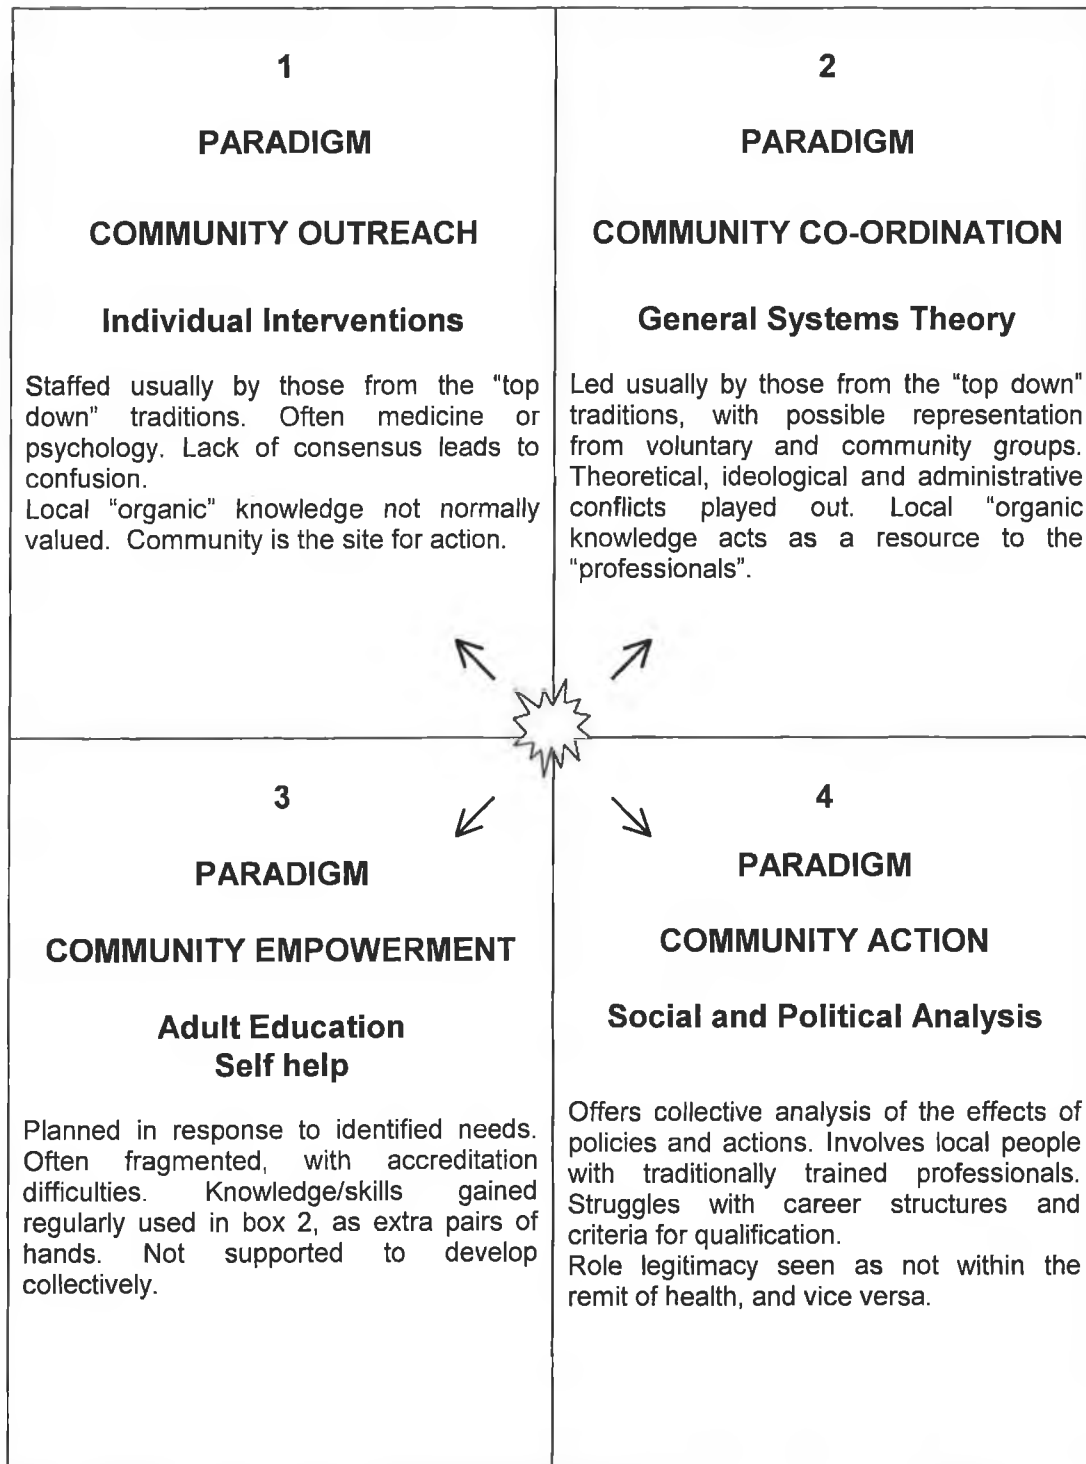 1
PARADIGM
COMMUNITY OUTREACH
Individual Interventions
Staffed usually by those from the "top
down" traditions. Often medicine or
psychology. Lack of consensus leads to
confusion.
Local "organic" knowledge not normally
valued. Community is the site for action.
2
PARADIGM
COMMUNITY CO-ORDINATION
General Systems Theory
Led usually by those from the "top down"
traditions, with possible representation
from voluntary and community groups.
Theoretical, ideological and administrative
conflicts played out. Local "organic
knowledge acts as a resource to the
"professionals".
3
PARADIGM
COMMUNITY EMPOWERMENT
Adult Education
Self help
Planned in response to identified needs.
Often fragmented, with accreditation
difficulties. Knowledge/skills gained
regularly used in box 2, as extra pairs of
hands. Not supported to develop
collectively.
4
PARADIGM
COMMUNITY ACTION
Social and Political Analysis
Offers collective analysis of the effects of
policies and actions. Involves local people
with traditionally trained professionals.
Struggles with career structures and
criteria for qualification.
Role legitimacy seen as not within the
remit of health, and vice versa.